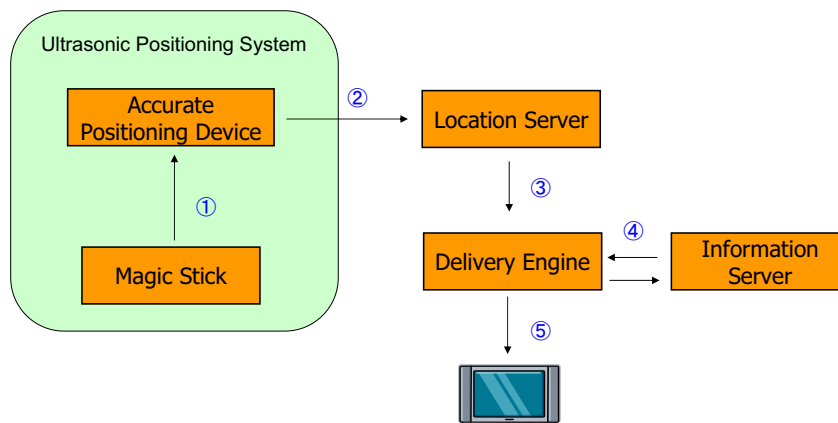 Ultrasonic Positioning System
Accurate
Positioning Device
②
Location Server
①
③
Magic Stick
Delivery Engine
④
Information
Server
⑤